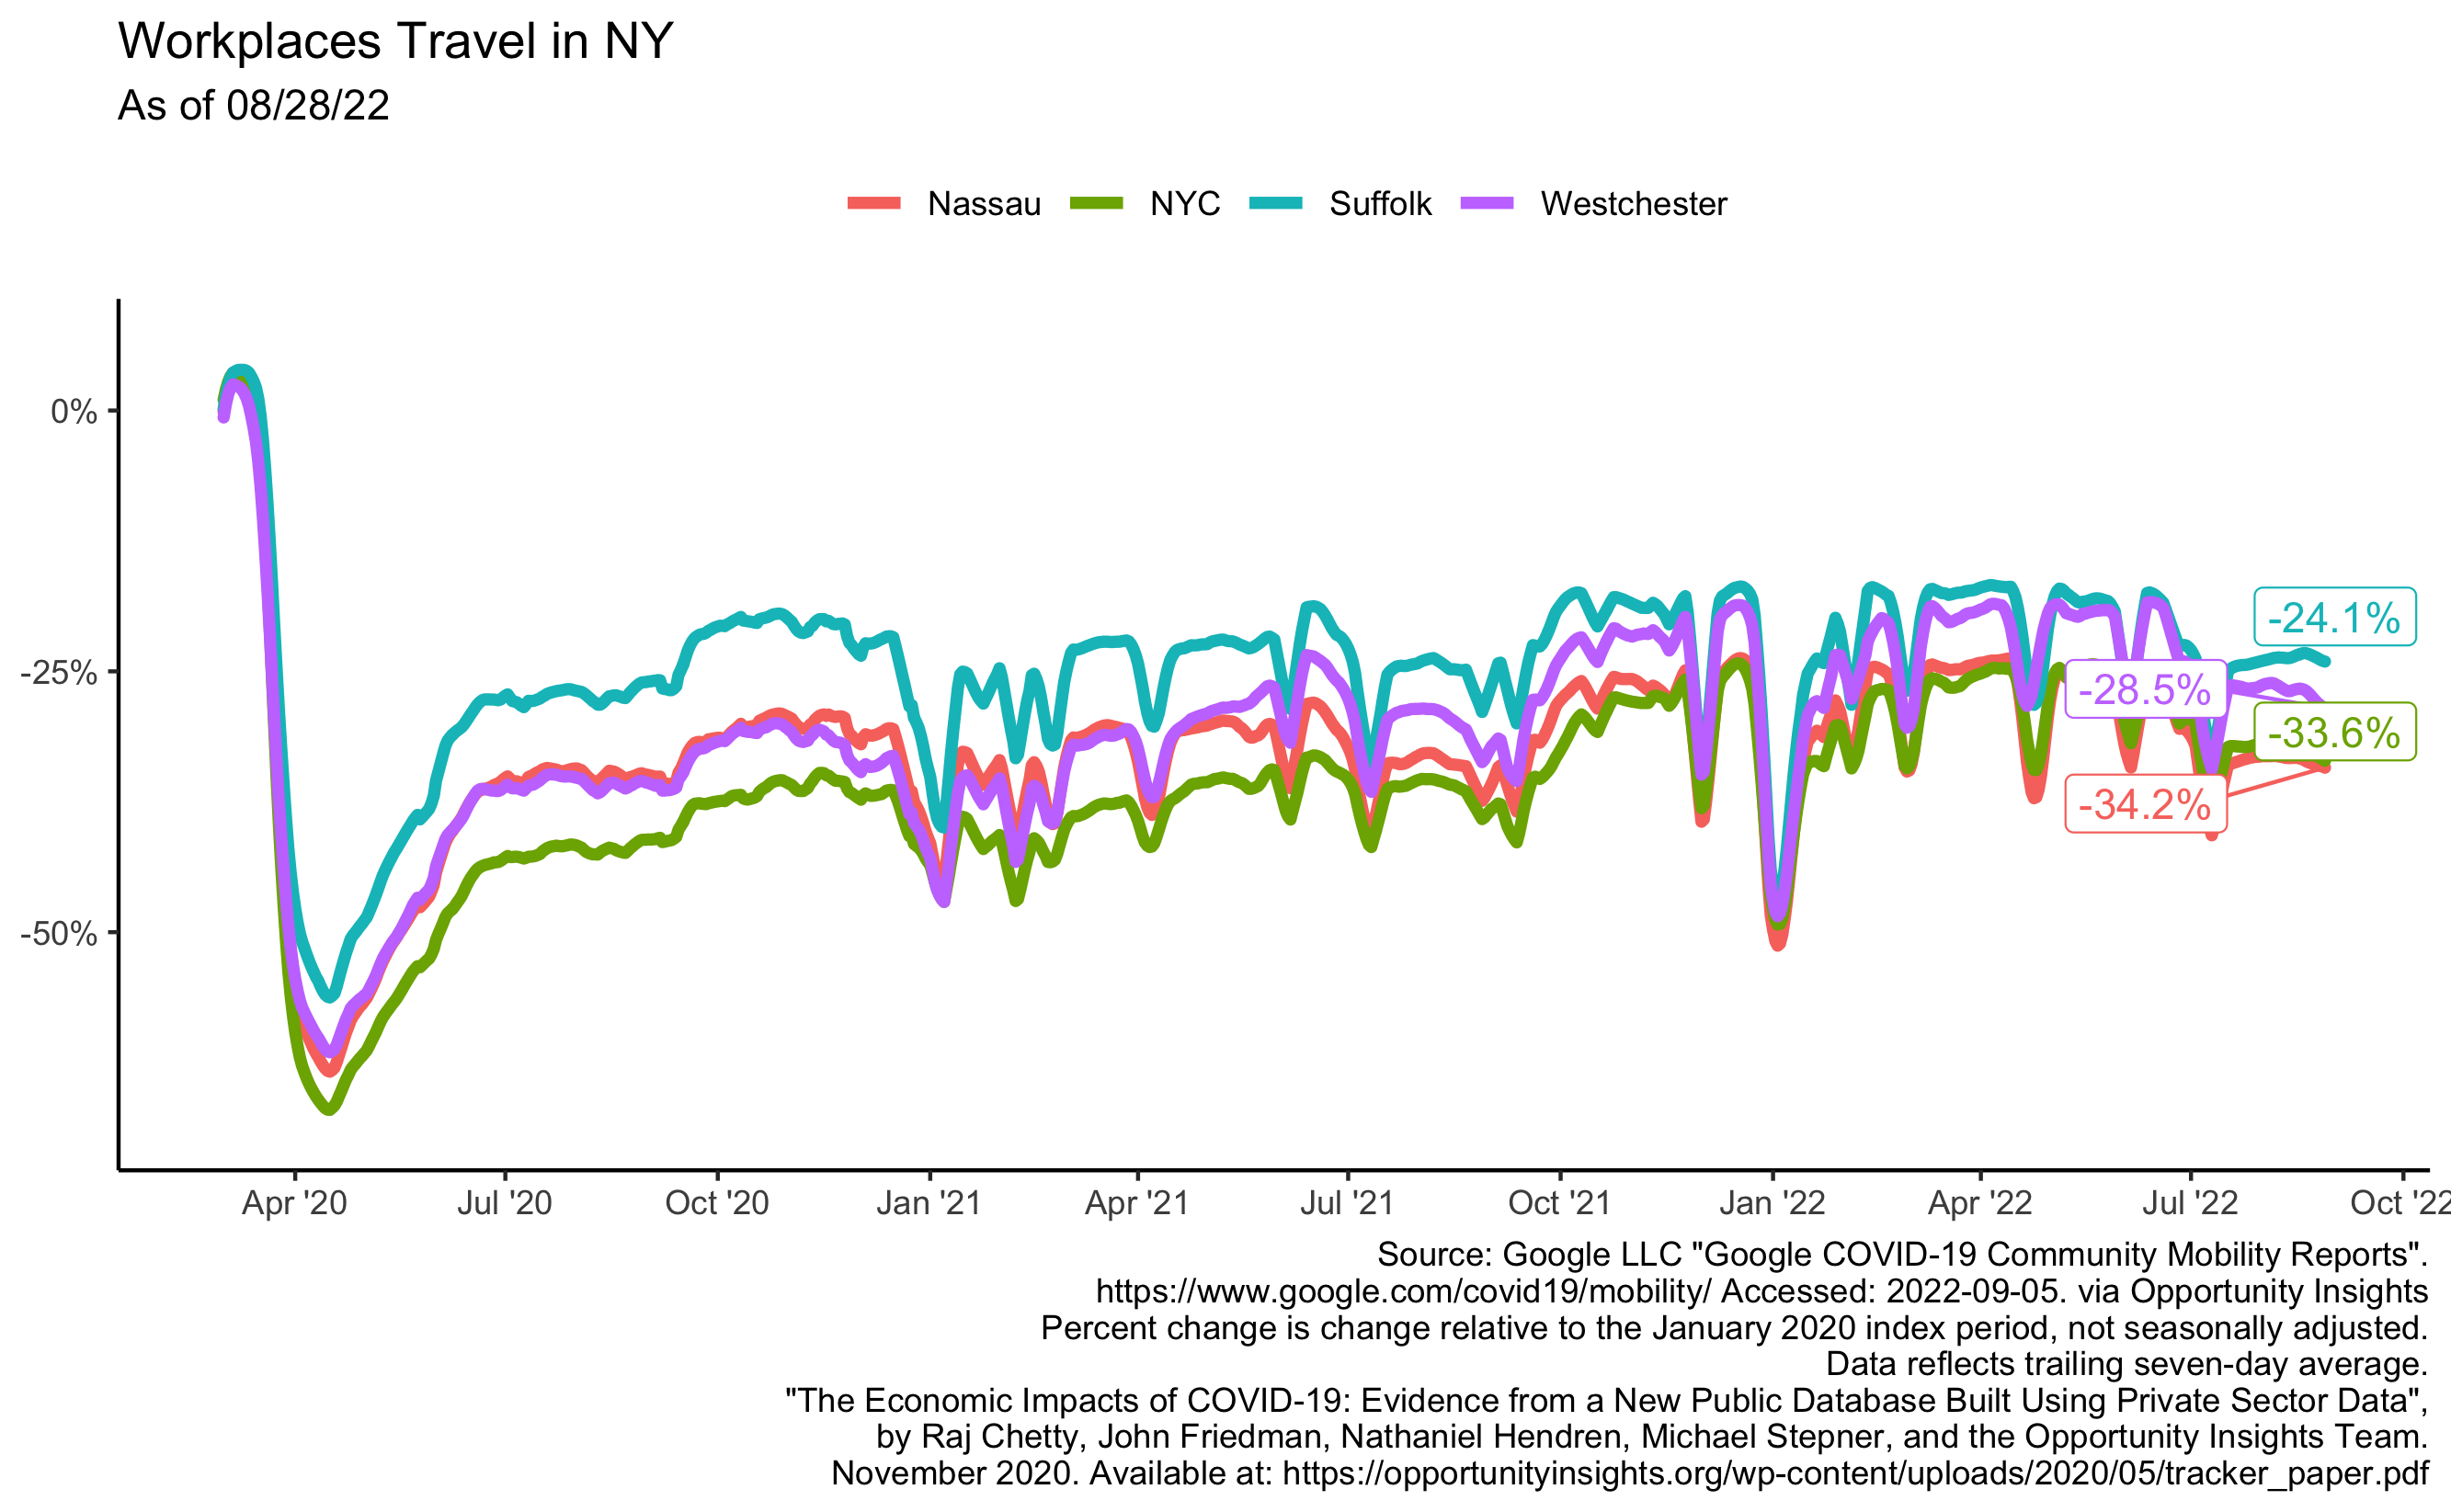 Workplaces Travel in NY
As of 08/28/22
Nassau NYC Suffolk Westchester
0%
-25%
-50%
-24.1%
-28.5%
-33.6%
-34.2%
Apr '20 Jul '20 Oct '20 Jan '21 Apr '21 Jul '21 Oct '21 Jan '22 Apr '22 Jul '22 Oct '22
Source: Google LLC "Google COVID-19 Community Mobility Reports".
https://www.google.com/covid19/mobility/ Accessed: 2022-09-05. via Opportunity Insights
Percent change is change relative to the January 2020 index period, not seasonally adjusted.
Data reflects trailing seven-day average.
"The Economic Impacts of COVID-19: Evidence from a New Public Database Built Using Private Sector Data",
by Raj Chetty, John Friedman, Nathaniel Hendren, Michael Stepner, and the Opportunity Insights Team.
November 2020. Available at: https://opportunityinsights.org/wp-content/uploads/2020/05/tracker_paper.pdf